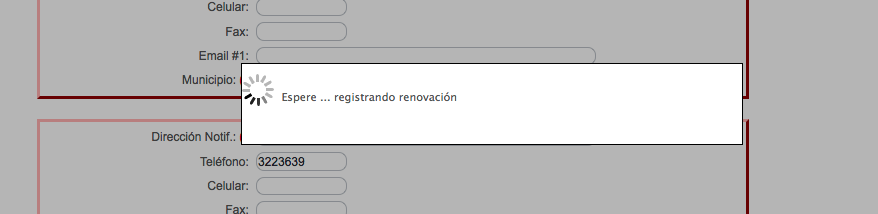 Celular:
Fax:
Email #1:
Municipio:
Espere ... registrando renovación
Dirección Notif.:
Teléfono: 3223639
Celular:
Fax: